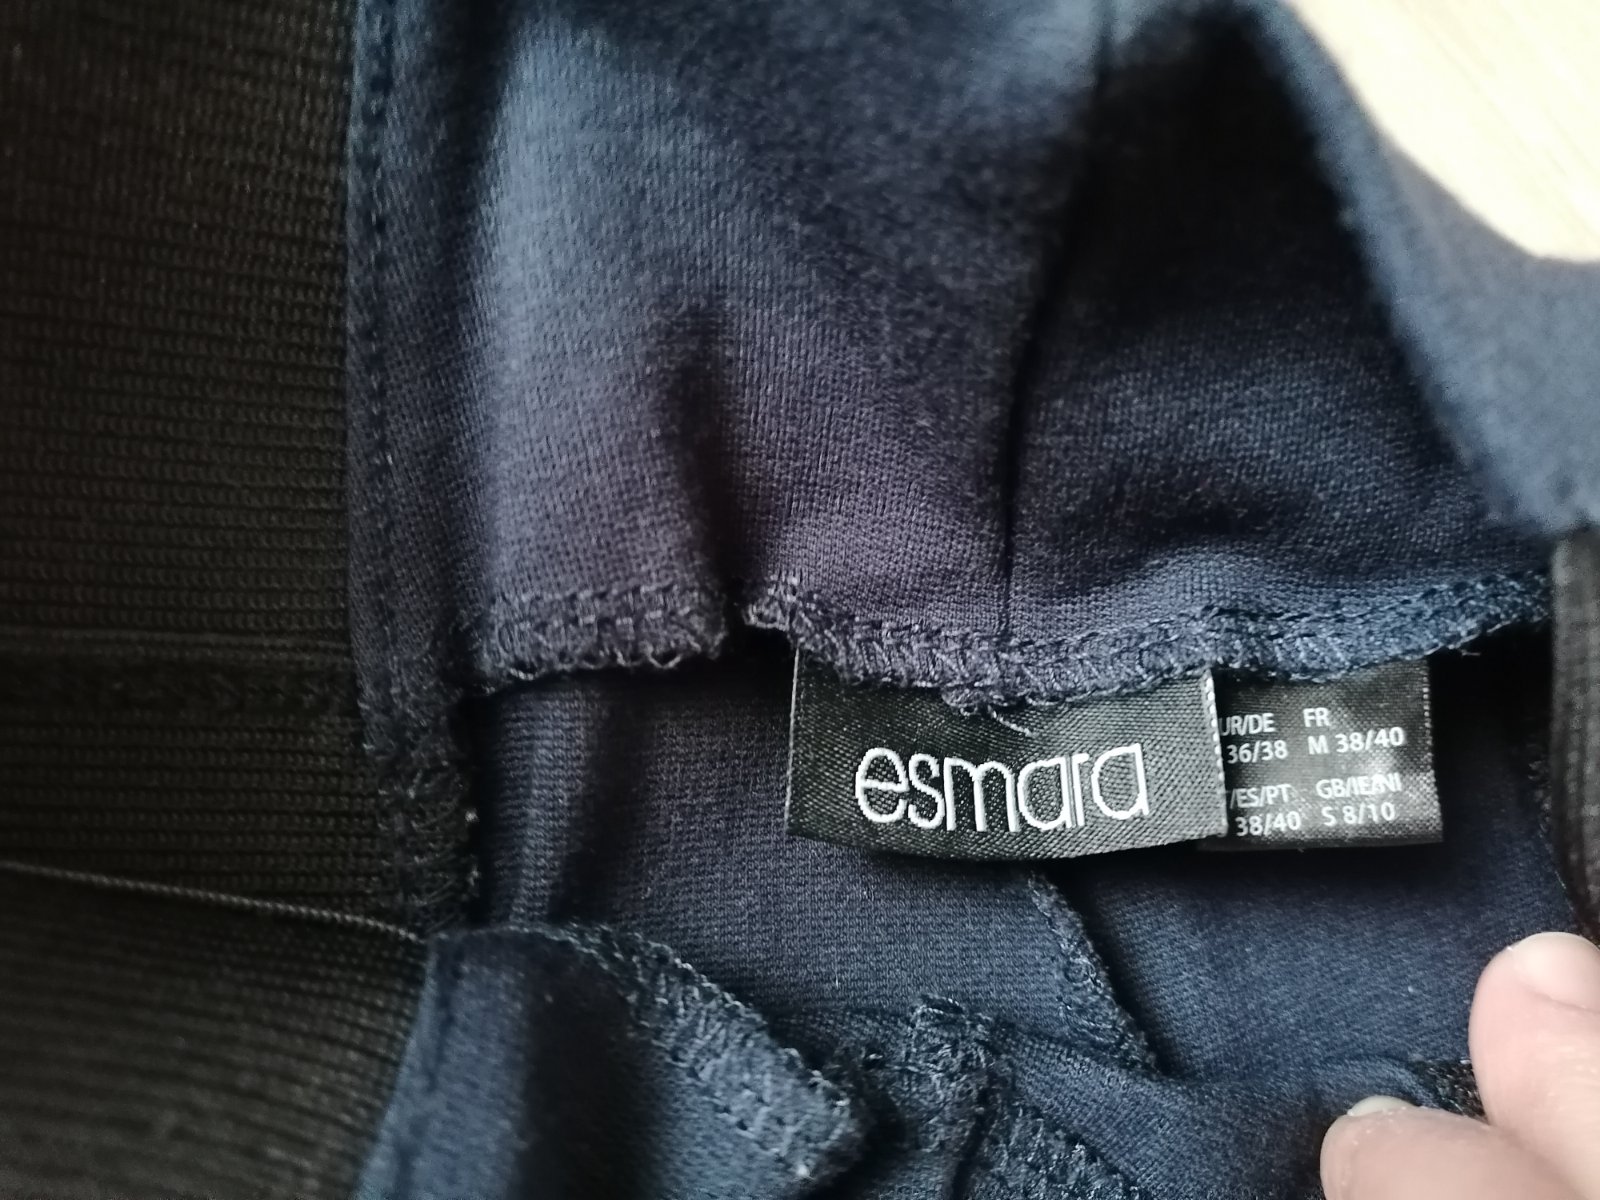 esmara
UR/DE FR
36/38 M 38/40
/ES/PT GB/IE/NI
38/40 S 8/10